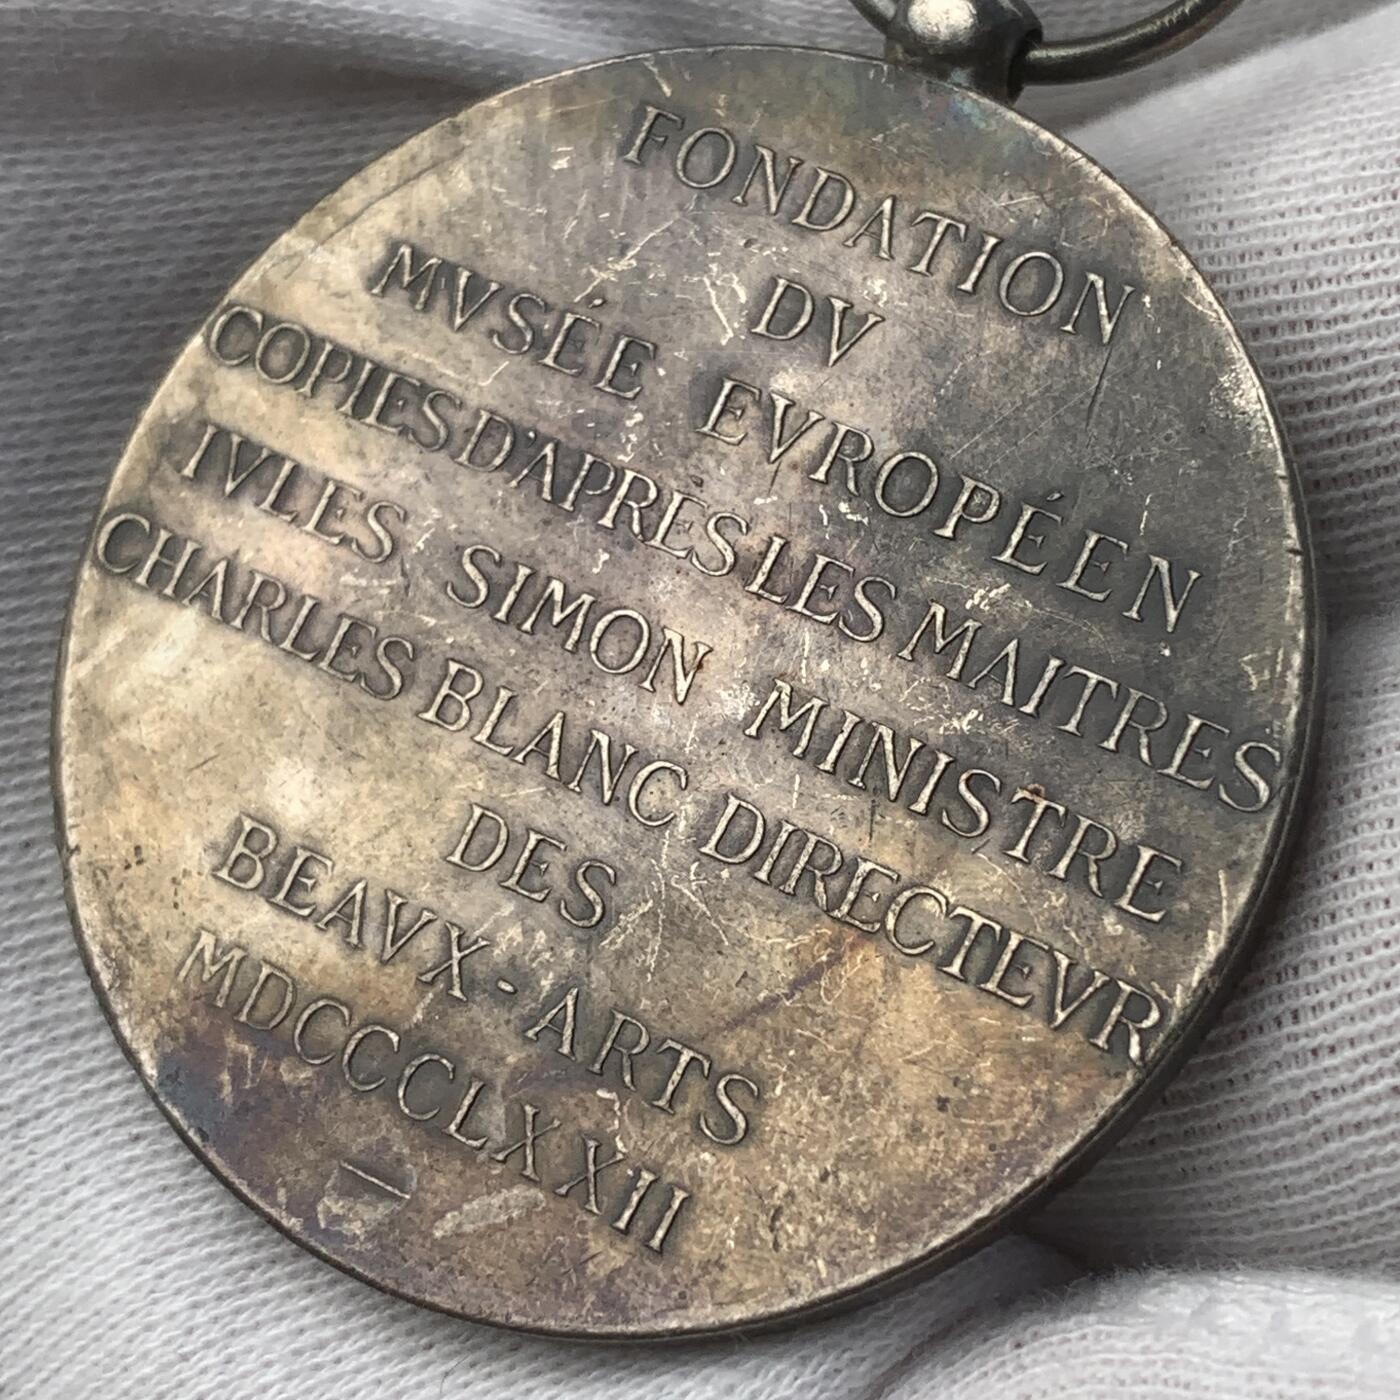 FONDATION
DV
MVSÉE EVROPÉEN
COPIES D'APRES LES MAITRES
IVLES SIMON MINISTRE
CHARLES BLANC DIRECTEVR
DES
BEAVX-ARTS
MDCCCLXXII